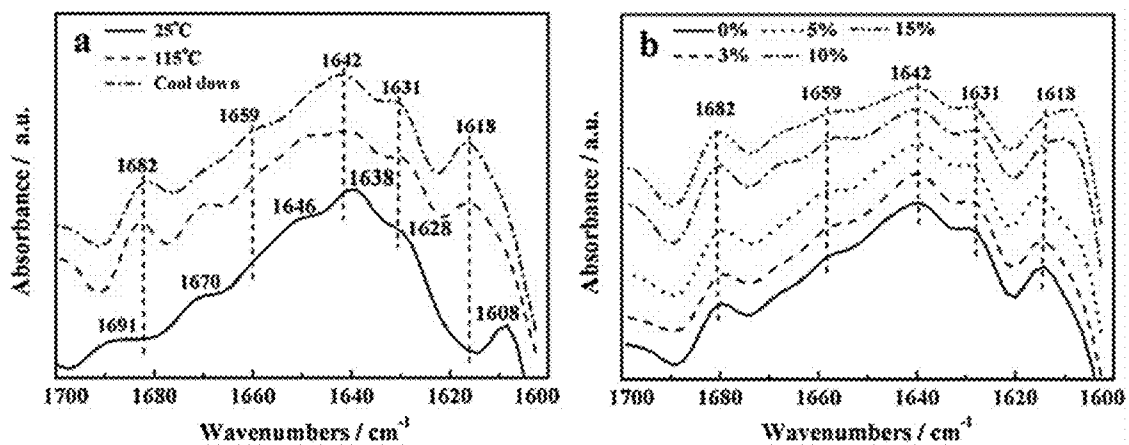 a
25°C
115°C
Cool down
1682
1659
1642
1631
1618
1691
1670
1646
1638
1628
1608
Absorbance / a.u.
1700 1680 1660 1640 1620 1600
Wavenumbers / cm⁻¹
b
0% 5% 15%
3% 10%
1682
1659
1642
1631
1618
Absorbance / a.u.
1700 1680 1660 1640 1620 1600
Wavenumbers / cm⁻¹